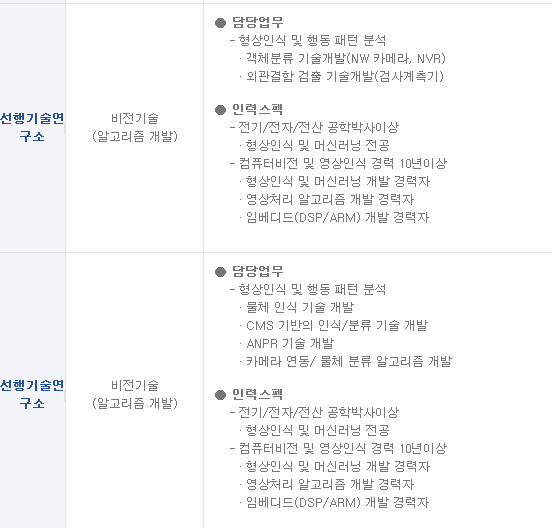 선행기술연
구소
비전기술
(알고리즘 개발)
● 담당업무
- 형상인식 및 행동 패턴 분석
· 객체분류 기술개발(NW 카메라, NVR)
· 외관결함 검출 기술개발(검사계측기)
● 인력스펙
- 전기/전자/전산 공학박사이상
· 형상인식 및 머신러닝 전공
- 컴퓨터비전 및 영상인식 경력 10년이상
· 형상인식 및 머신러닝 개발 경력자
· 영상처리 알고리즘 개발 경력자
· 임베디드(DSP/ARM) 개발 경력자
선행기술연
구소
비전기술
(알고리즘 개발)
● 담당업무
- 형상인식 및 행동 패턴 분석
· 물체 인식 기술 개발
· CMS 기반의 인식/분류 기술 개발
· ANPR 기술 개발
· 카메라 연동/ 물체 분류 알고리즘 개발
● 인력스펙
- 전기/전자/전산 공학박사이상
· 형상인식 및 머신러닝 전공
- 컴퓨터비전 및 영상인식 경력 10년이상
· 형상인식 및 머신러닝 개발 경력자
· 영상처리 알고리즘 개발 경력자
· 임베디드(DSP/ARM) 개발 경력자